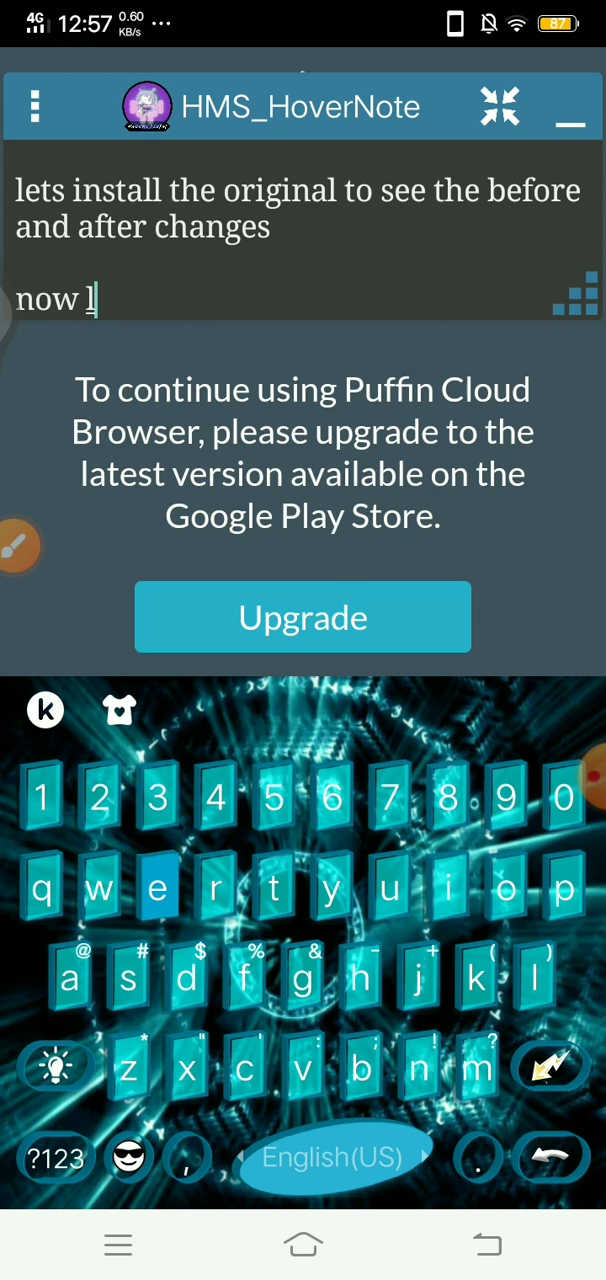 4G 12:57 0.60 KB/s ... 87
HMS_HoverNote
lets install the original to see the before
and after changes
now l
To continue using Puffin Cloud
Browser, please upgrade to the
latest version available on the
Google Play Store.
Upgrade
k
1 2 3 4 5 6 7 8 9 0
q w e r t y u i o p
@ # $ % & - + ( )
a s d f g h j k l
* " ' : ; ! ?
z x c v b n m
?123 , English(US) .